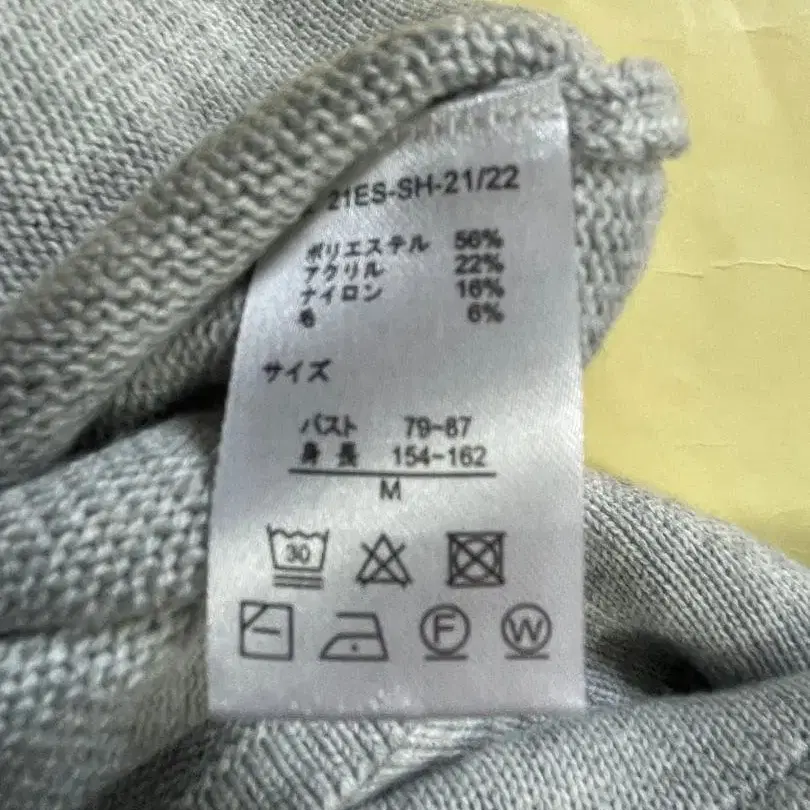 21ES-SH-21/22
ポリエステル 56%
アクリル 22%
ナイロン 16%
毛 6%
サイズ
バスト 79~87
身長 154~162
M
30
F W